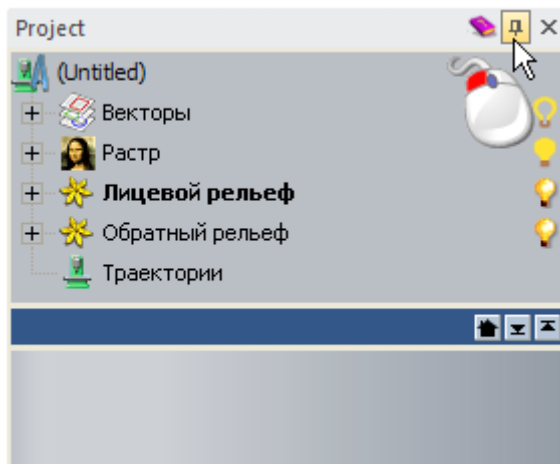 Project
(Untitled)
Векторы
Растр
Лицевой рельеф
Обратный рельеф
Траектории